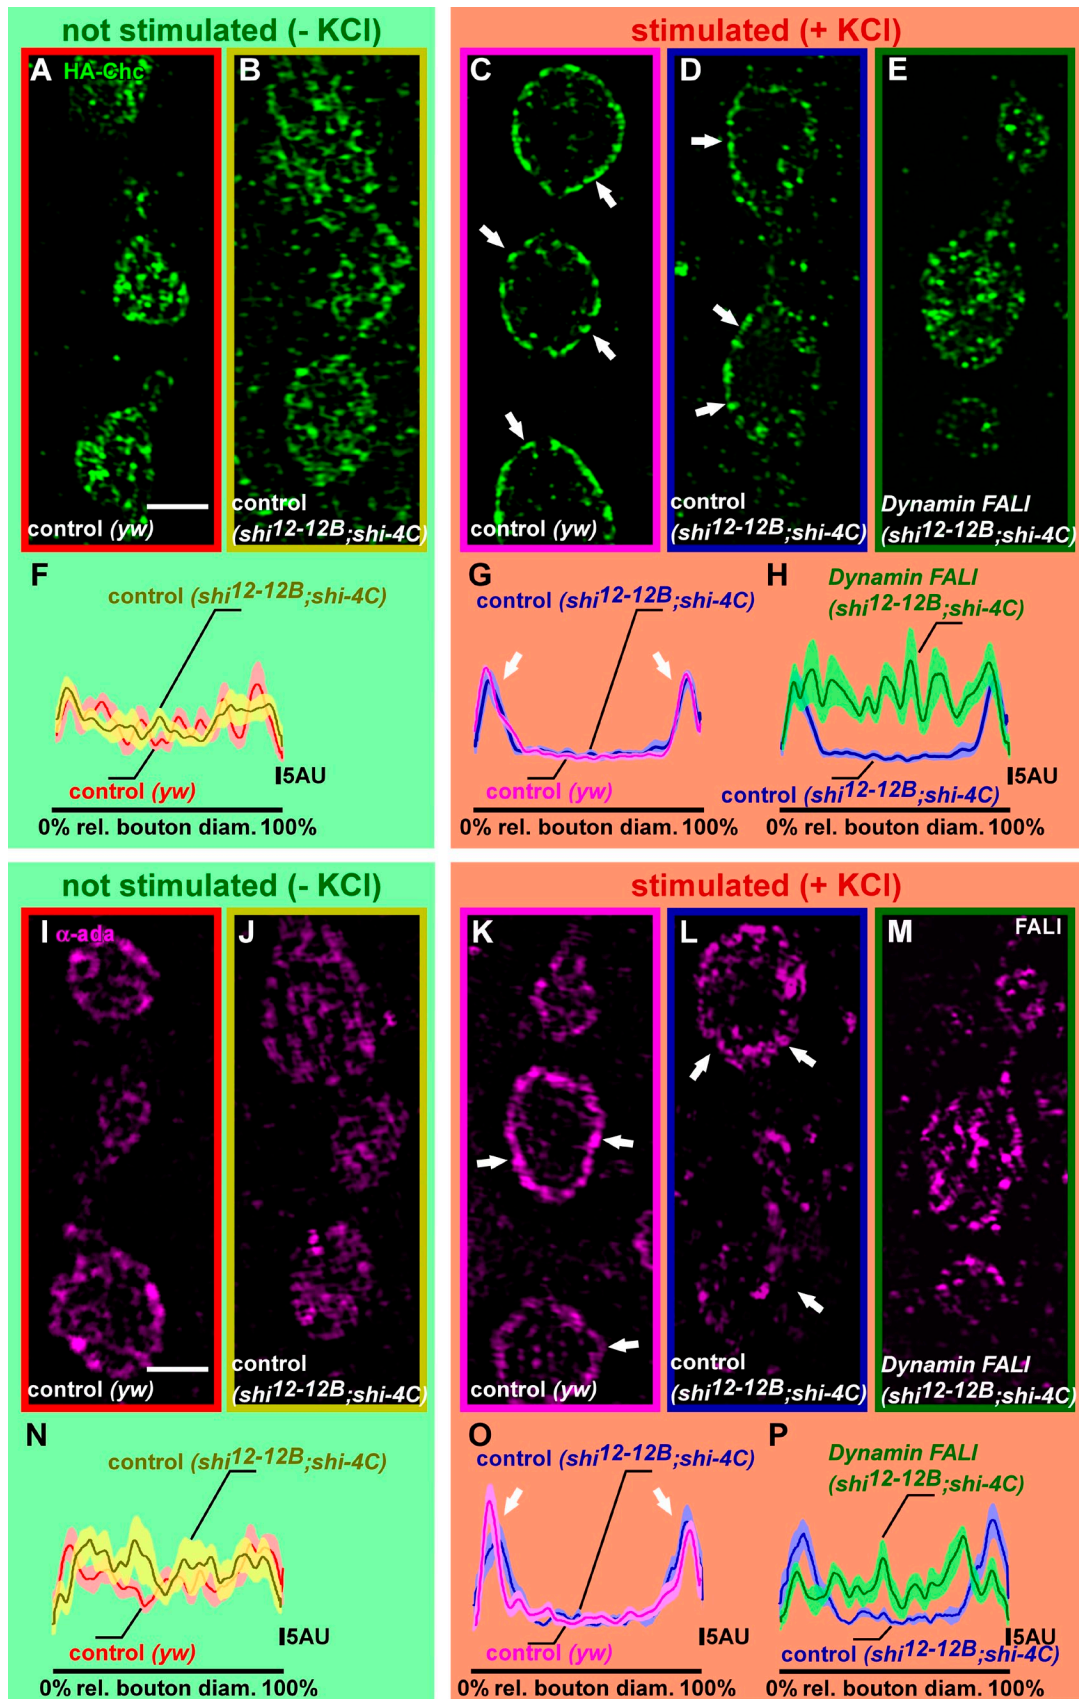 not stimulated (- KCl)
stimulated (+ KCl)
A HA-Chc
B
C
D
E
control (yw)
control
(shi12-12B;shi-4C)
control (yw)
control
(shi12-12B;shi-4C)
Dynamin FALI
(shi12-12B;shi-4C)
F
control (shi12-12B;shi-4C)
control (yw)
5AU
0% rel. bouton diam. 100%
G
control (shi12-12B;shi-4C)
control (yw)
0% rel. bouton diam. 100%
H
Dynamin FALI
(shi12-12B;shi-4C)
5AU
control (shi12-12B;shi-4C)
0% rel. bouton diam. 100%
not stimulated (- KCl)
stimulated (+ KCl)
I α-ada
J
K
L
M FALI
control (yw)
control
(shi12-12B;shi-4C)
control (yw)
control
(shi12-12B;shi-4C)
Dynamin FALI
(shi12-12B;shi-4C)
N
control (shi12-12B;shi-4C)
control (yw)
5AU
0% rel. bouton diam. 100%
O
control (shi12-12B;shi-4C)
control (yw)
5AU
0% rel. bouton diam. 100%
P
Dynamin FALI
(shi12-12B;shi-4C)
5AU
control (shi12-12B;shi-4C)
0% rel. bouton diam. 100%